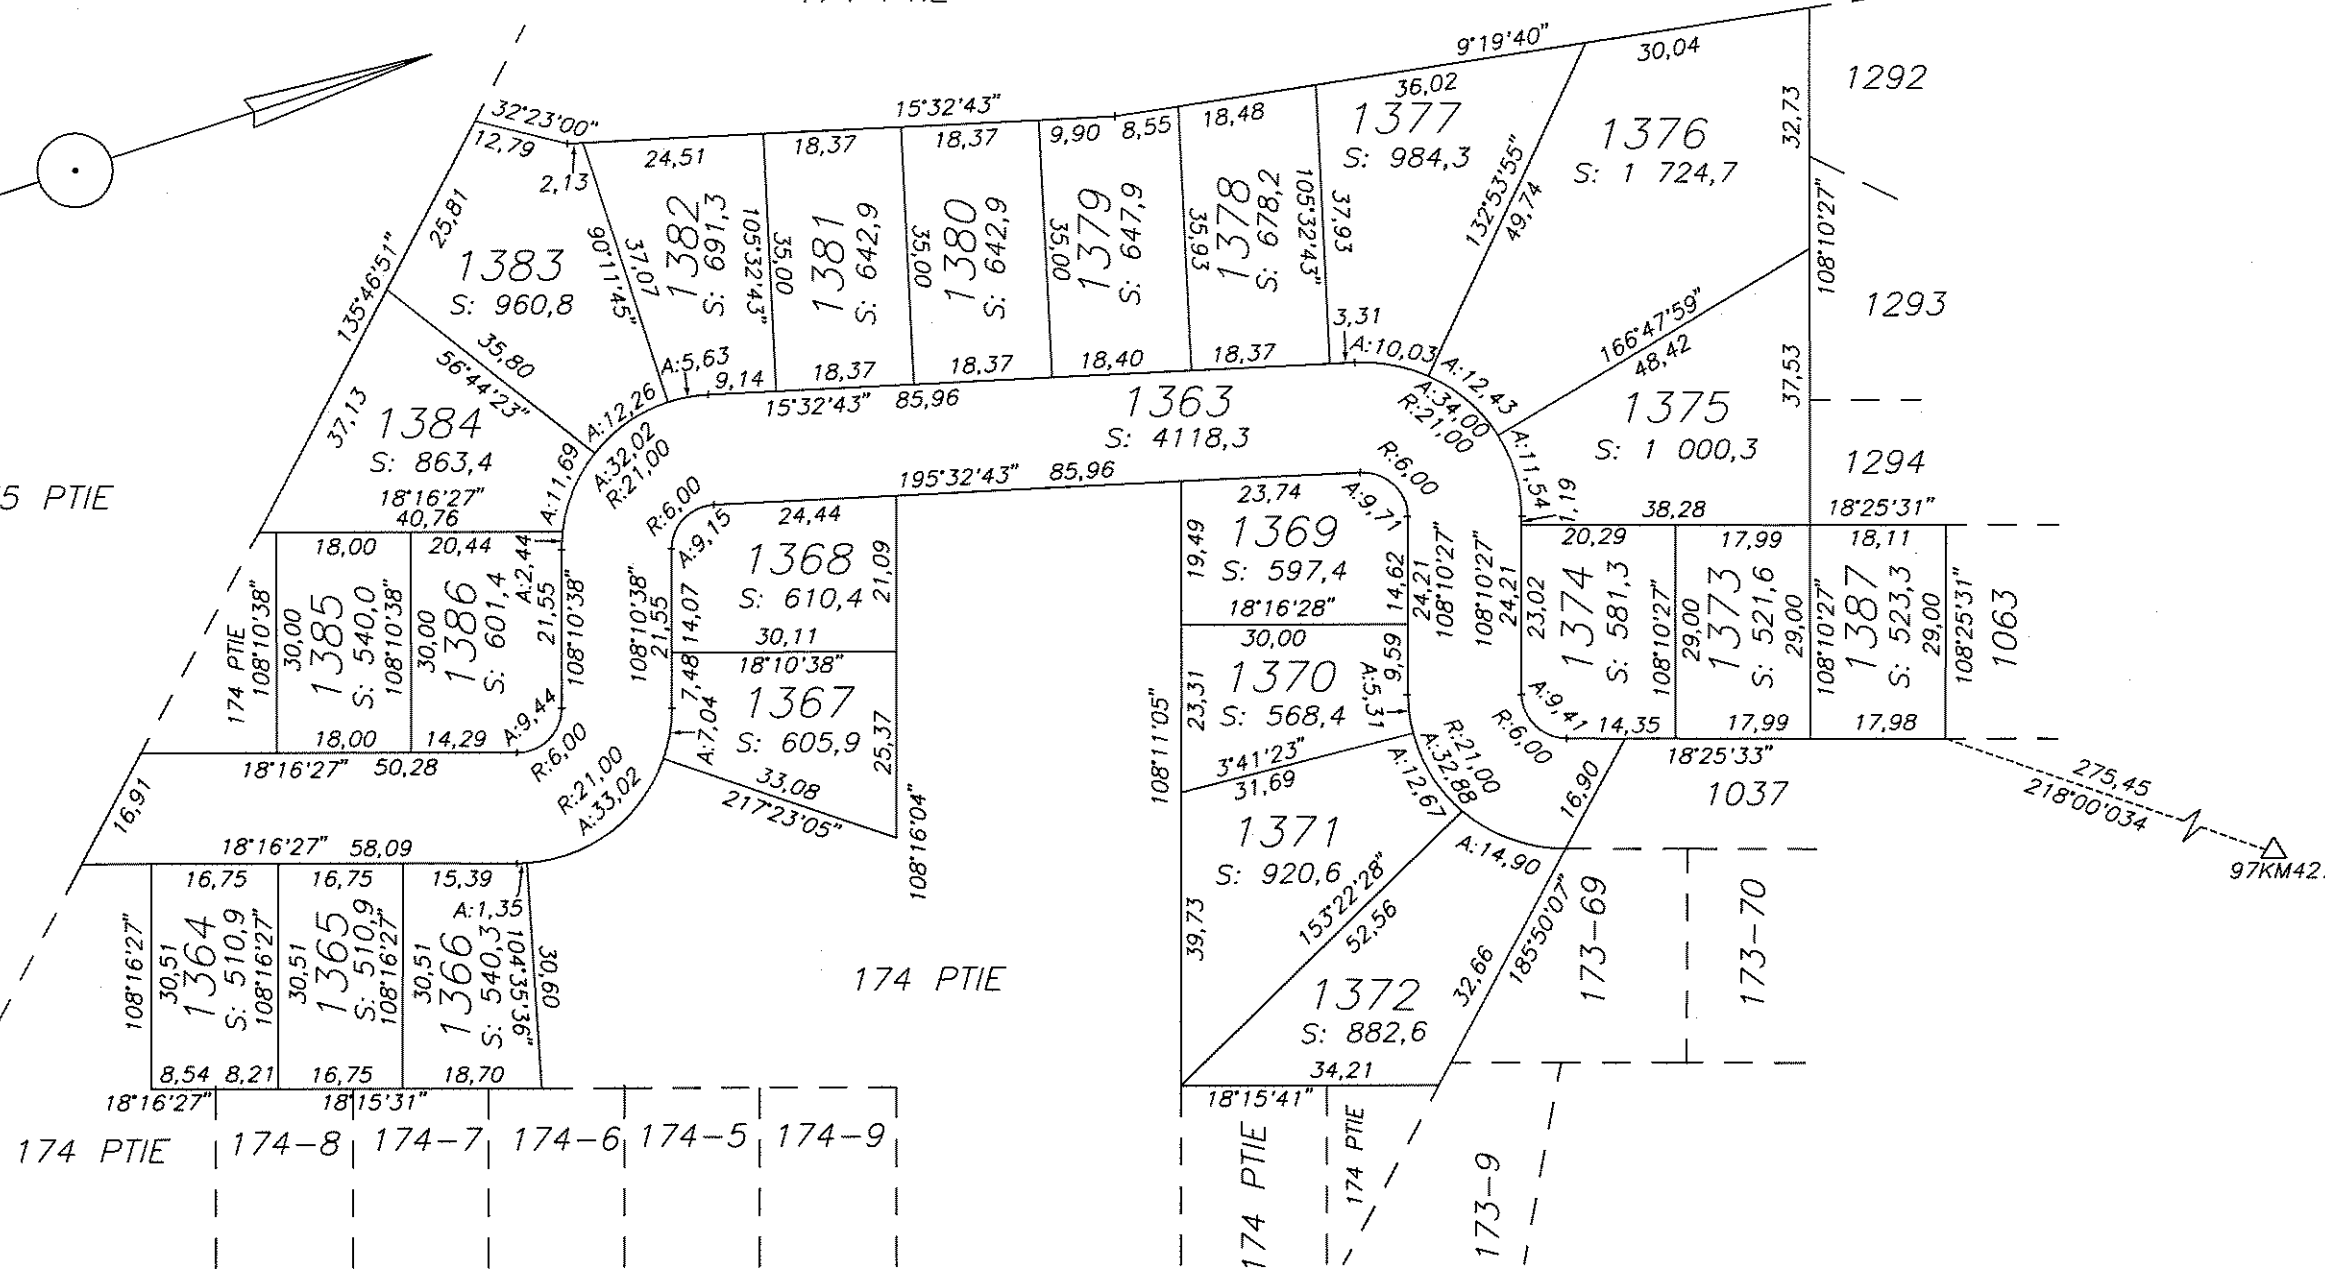 9°19'40"
30,04
36,02
1292
32°23'00"
12,79
15°32'43"
2,13
24,51
18,37
18,37
9,90
8,55
18,48
1377
S: 984,3
132°53'55"
49,74
1376
S: 1 724,7
32,73
108°10'27"
1293
135°46'51"
25,81
1383
S: 960,8
90°11'45"
37,07
1382
S: 691,3
105°32'43"
35,00
1381
S: 642,9
35,00
1380
S: 642,9
35,00
1379
S: 647,9
35,93
1378
S: 678,2
105°32'43"
37,93
3,31
A:10,03
A:12,43
A:34,00
R:21,00
166°47'59"
48,42
37,53
1375
S: 1 000,3
1294
35,80
56°44'23"
A:5,63
9,14
18,37
18,37
18,40
18,37
15°32'43" 85,96
1363
S: 4118,3
37,13
1384
S: 863,4
A:12,26
A:11,69
A:32,02
R:21,00
R:6,00
A:9,15
195°32'43" 85,96
R:6,00
A:9,71
A:11,54
1,19
5 PTIE
18°16'27"
40,76
18,00
20,44
24,44
23,74
38,28
18°25'31"
20,29
17,99
18,11
174 PTIE
108°10'38"
30,00
1385
S: 540,0
108°10'38"
30,00
1386
S: 601,4
A:2,44
21,55
108°10'38"
108°10'38"
21,55
14,07
1368
S: 610,4
21,09
30,11
18°10'38"
7,48
A:7,04
1367
S: 605,9
25,37
33,08
217°23'05"
108°16'04"
19,49
1369
S: 597,4
14,62
18°16'28"
30,00
24,21
108°10'27"
108°10'27"
24,21
23,02
1374
S: 581,3
108°10'27"
29,00
1373
S: 521,6
29,00
108°10'27"
1387
S: 523,3
29,00
108°25'31"
1063
108°11'05"
23,31
1370
S: 568,4
9,59
A:5,31
3°41'23"
31,69
A:12,67
A:32,88
R:21,00
R:6,00
A:9,41
14,35
17,99
17,98
18°25'33"
1037
16,90
275,45
218°00'034
97KM42
18,00
14,29
A:9,44
R:6,00
18°16'27" 50,28
R:21,00
A:33,02
16,91
18°16'27" 58,09
16,75
16,75
15,39
A:1,35
108°16'27"
30,51
1364
S: 510,9
108°16'27"
30,51
1365
S: 510,9
108°16'27"
30,51
1366
S: 540,3
104°35'36"
30,60
8,54
8,21
16,75
18,70
18°16'27"
18°15'31"
174 PTIE
39,73
1371
S: 920,6
A:14,90
153°22'28"
52,56
1372
S: 882,6
32,66
185°50'07"
173-69
173-70
34,21
18°15'41"
174 PTIE
174-8
174-7
174-6
174-5
174-9
174 PTIE
174 PTIE
173-9